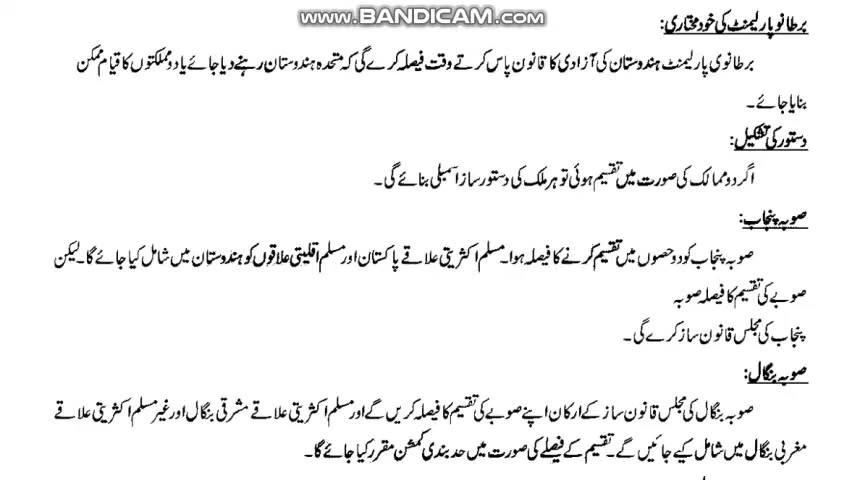 www.BANDICAM.com
برطانو پارلیمنٹ کی خود مختاری:
برطانوی پارلیمنٹ ہندوستان کی آزادی کا قانون پاس کرتے وقت فیصلہ کرے گی کہ متحدہ ہندوستان رہنے دیا جائے یا دو مملکتوں کا قیام ممکن
بنایا جائے۔
دستور کی تشکیل:
اگر دو ممالک کی صورت میں تقسیم ہوئی تو ہر ملک کی دستور ساز اسمبلی بنائے گی۔
صوبہ پنجاب:
صوبہ پنجاب کو دو حصوں میں تقسیم کرنے کا فیصلہ ہوا۔ مسلم اکثریتی علاقے پاکستان اور مسلم اقلیتی علاقوں کو ہندوستان میں شامل کیا جائے گا۔ لیکن
صوبے کی تقسیم کا فیصلہ صوبہ
پنجاب کی مجلس قانون ساز کرے گی۔
صوبہ بنگال:
صوبہ بنگال کی مجلس قانون ساز کے ارکان اپنے صوبے کی تقسیم کا فیصلہ کریں گے اور مسلم اکثریتی علاقے مشرقی بنگال اور غیر مسلم اکثریتی علاقے
مغربی بنگال میں شامل کیے جائیں گے۔ تقسیم کے فیصلے کی صورت میں حد بندی کمشن مقرر کیا جائے گا۔